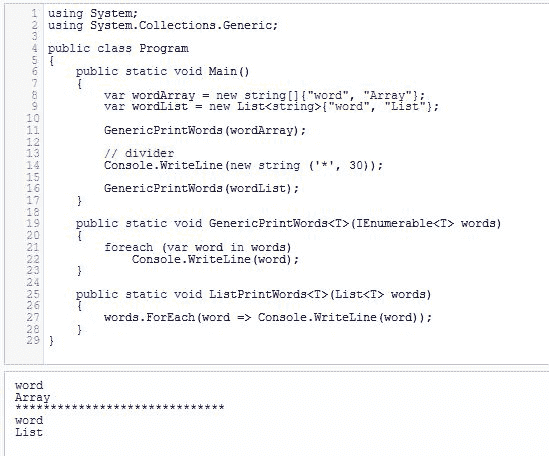 1 using System;
2 using System.Collections.Generic;
3
4 public class Program
5 {
6     public static void Main()
7     {
8         var wordArray = new string[]{"word", "Array"};
9         var wordList = new List<string>{"word", "List"};
10
11         GenericPrintWords(wordArray);
12
13         // divider
14         Console.WriteLine(new string ('*', 30));
15
16         GenericPrintWords(wordList);
17     }
18
19     public static void GenericPrintWords<T>(IEnumerable<T> words)
20     {
21         foreach (var word in words)
22             Console.WriteLine(word);
23     }
24
25     public static void ListPrintWords<T>(List<T> words)
26     {
27         words.ForEach(word => Console.WriteLine(word));
28     }
29 }
word
Array
******************************
word
List